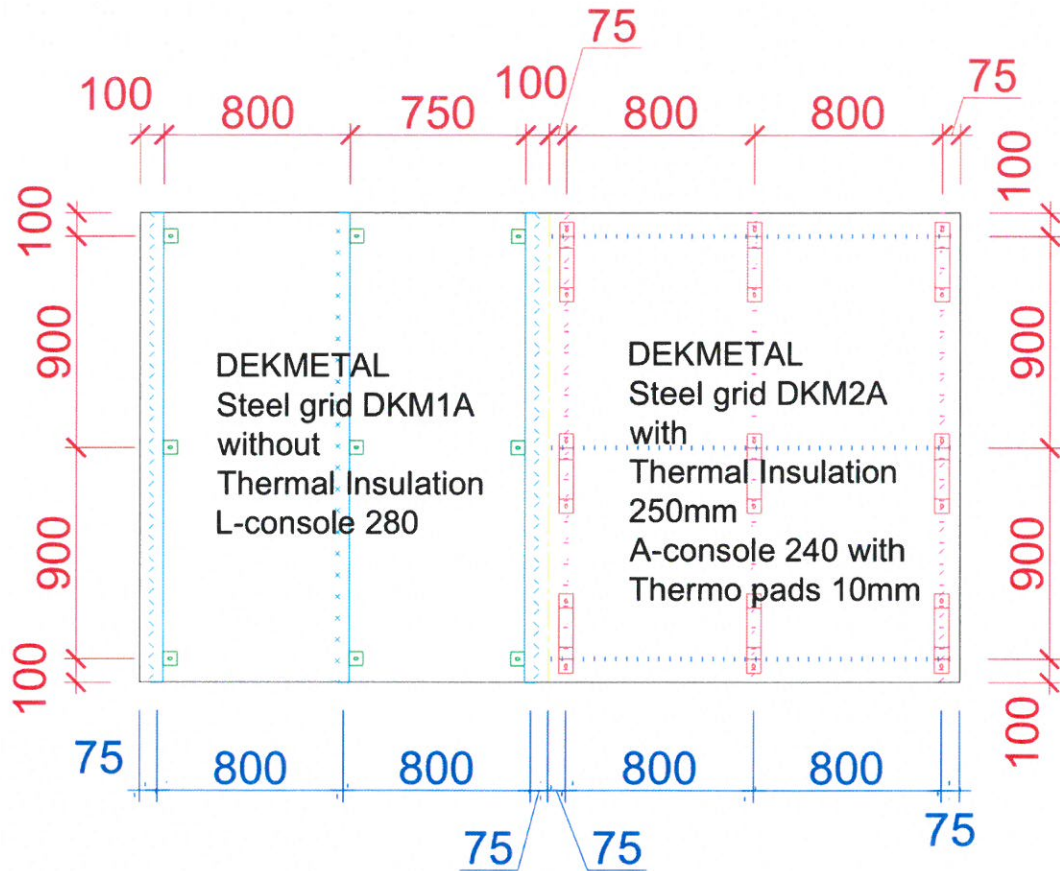 75
100
100
75
800
750
800
800
100
100
900
900
900
900
100
100
DEKMETAL
Steel grid DKM1A
without
Thermal Insulation
L-console 280
DEKMETAL
Steel grid DKM2A
with
Thermal Insulation
250mm
A-console 240 with
Thermo pads 10mm
75
800
800
800
800
75
75
75